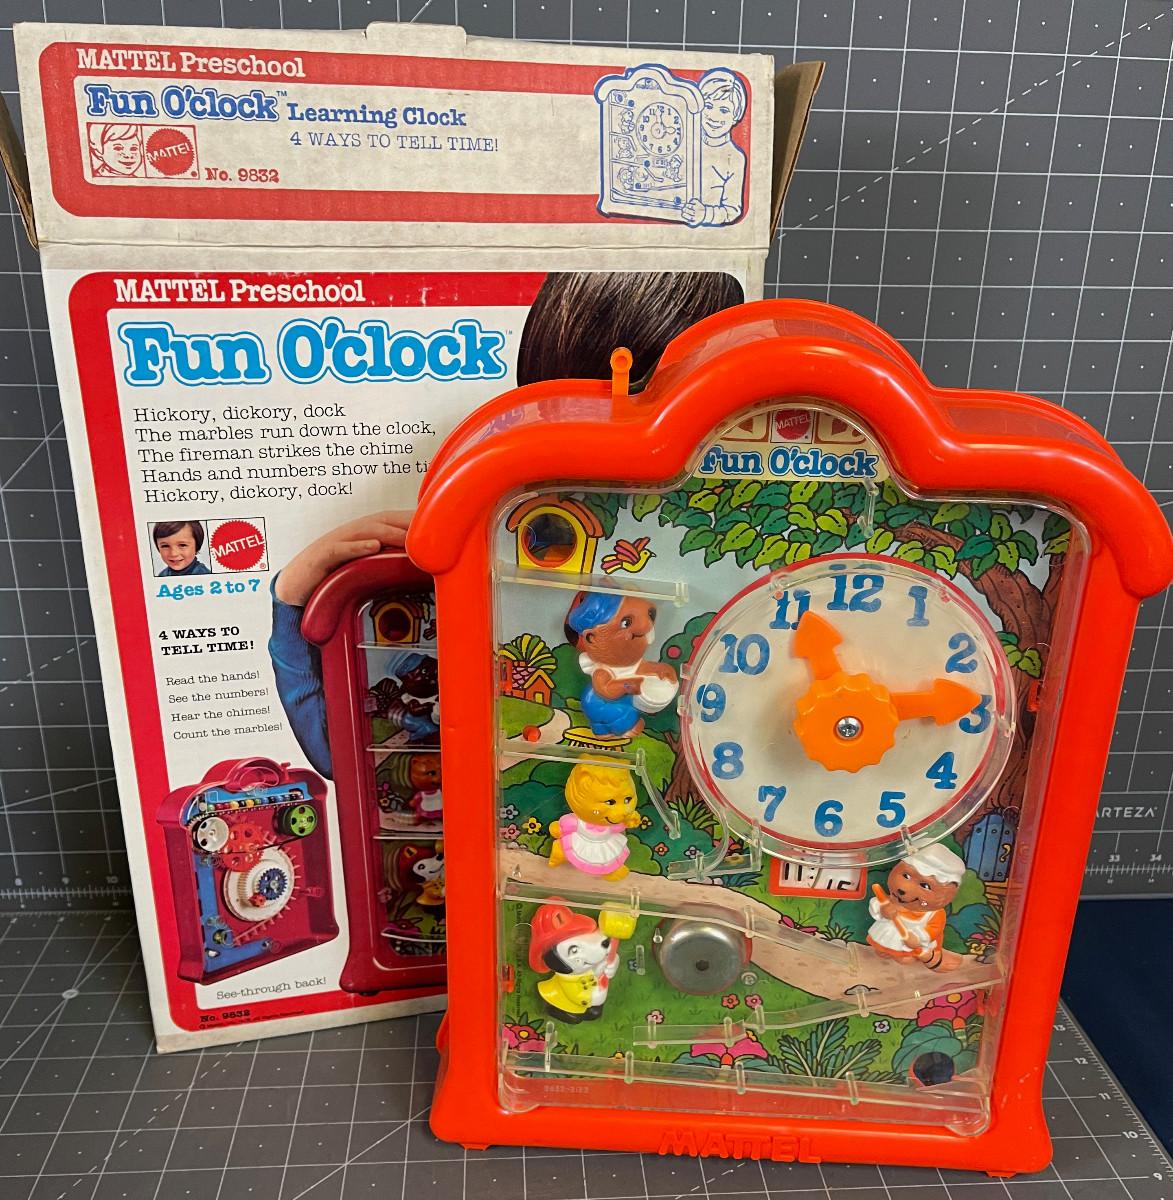 MATTEL Preschool
Fun O'clock™ Learning Clock
4 WAYS TO TELL TIME!
MATTEL
No. 9832
MATTEL Preschool
Fun O'clock™
Hickory, dickory, dock
The marbles run down the clock,
The fireman strikes the chime
Hands and numbers show the
Hickory, dickory, dock!
MATTEL
Ages 2 to 7
4 WAYS TO
TELL TIME!
Read the hands!
See the numbers!
Hear the chimes!
Count the marbles!
See-through back!
No. 9832
MATTEL
Fun O'clock
12
1
2
3
4
5
6
7
8
9
10
11
11:15
MATTEL
ARTEZA